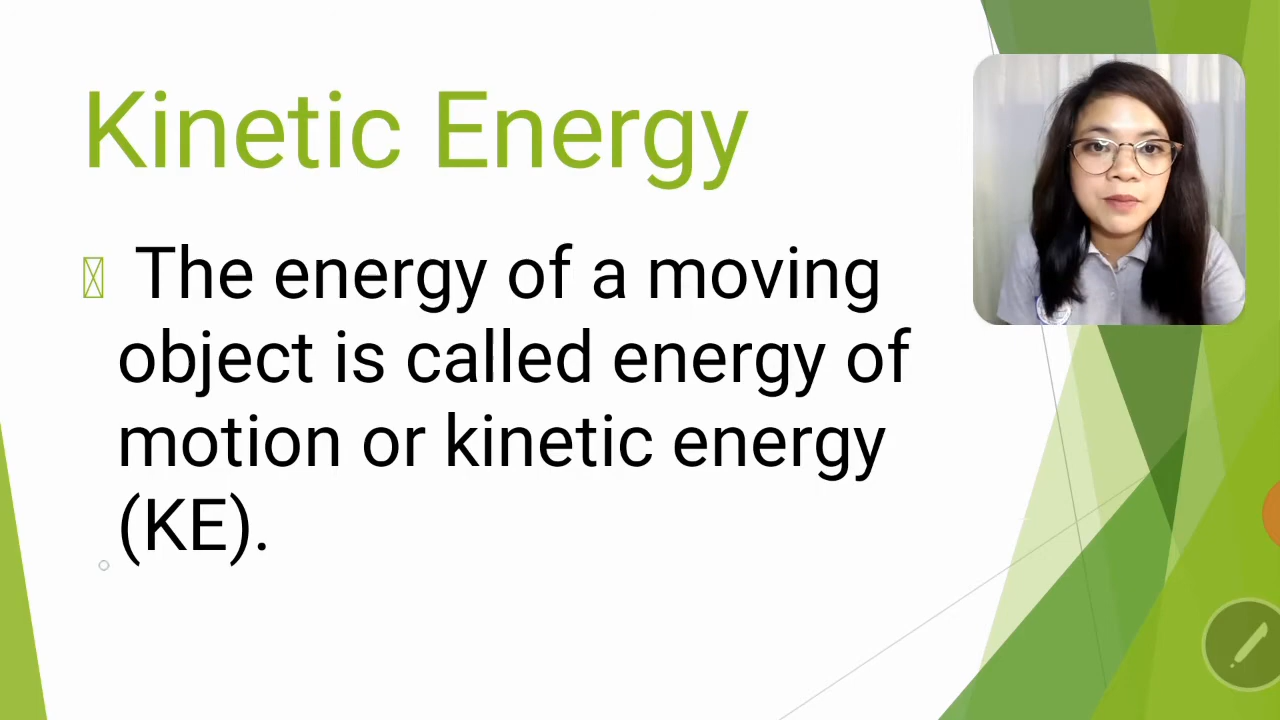 Kinetic Energy
The energy of a moving
object is called energy of
motion or kinetic energy
(KE).